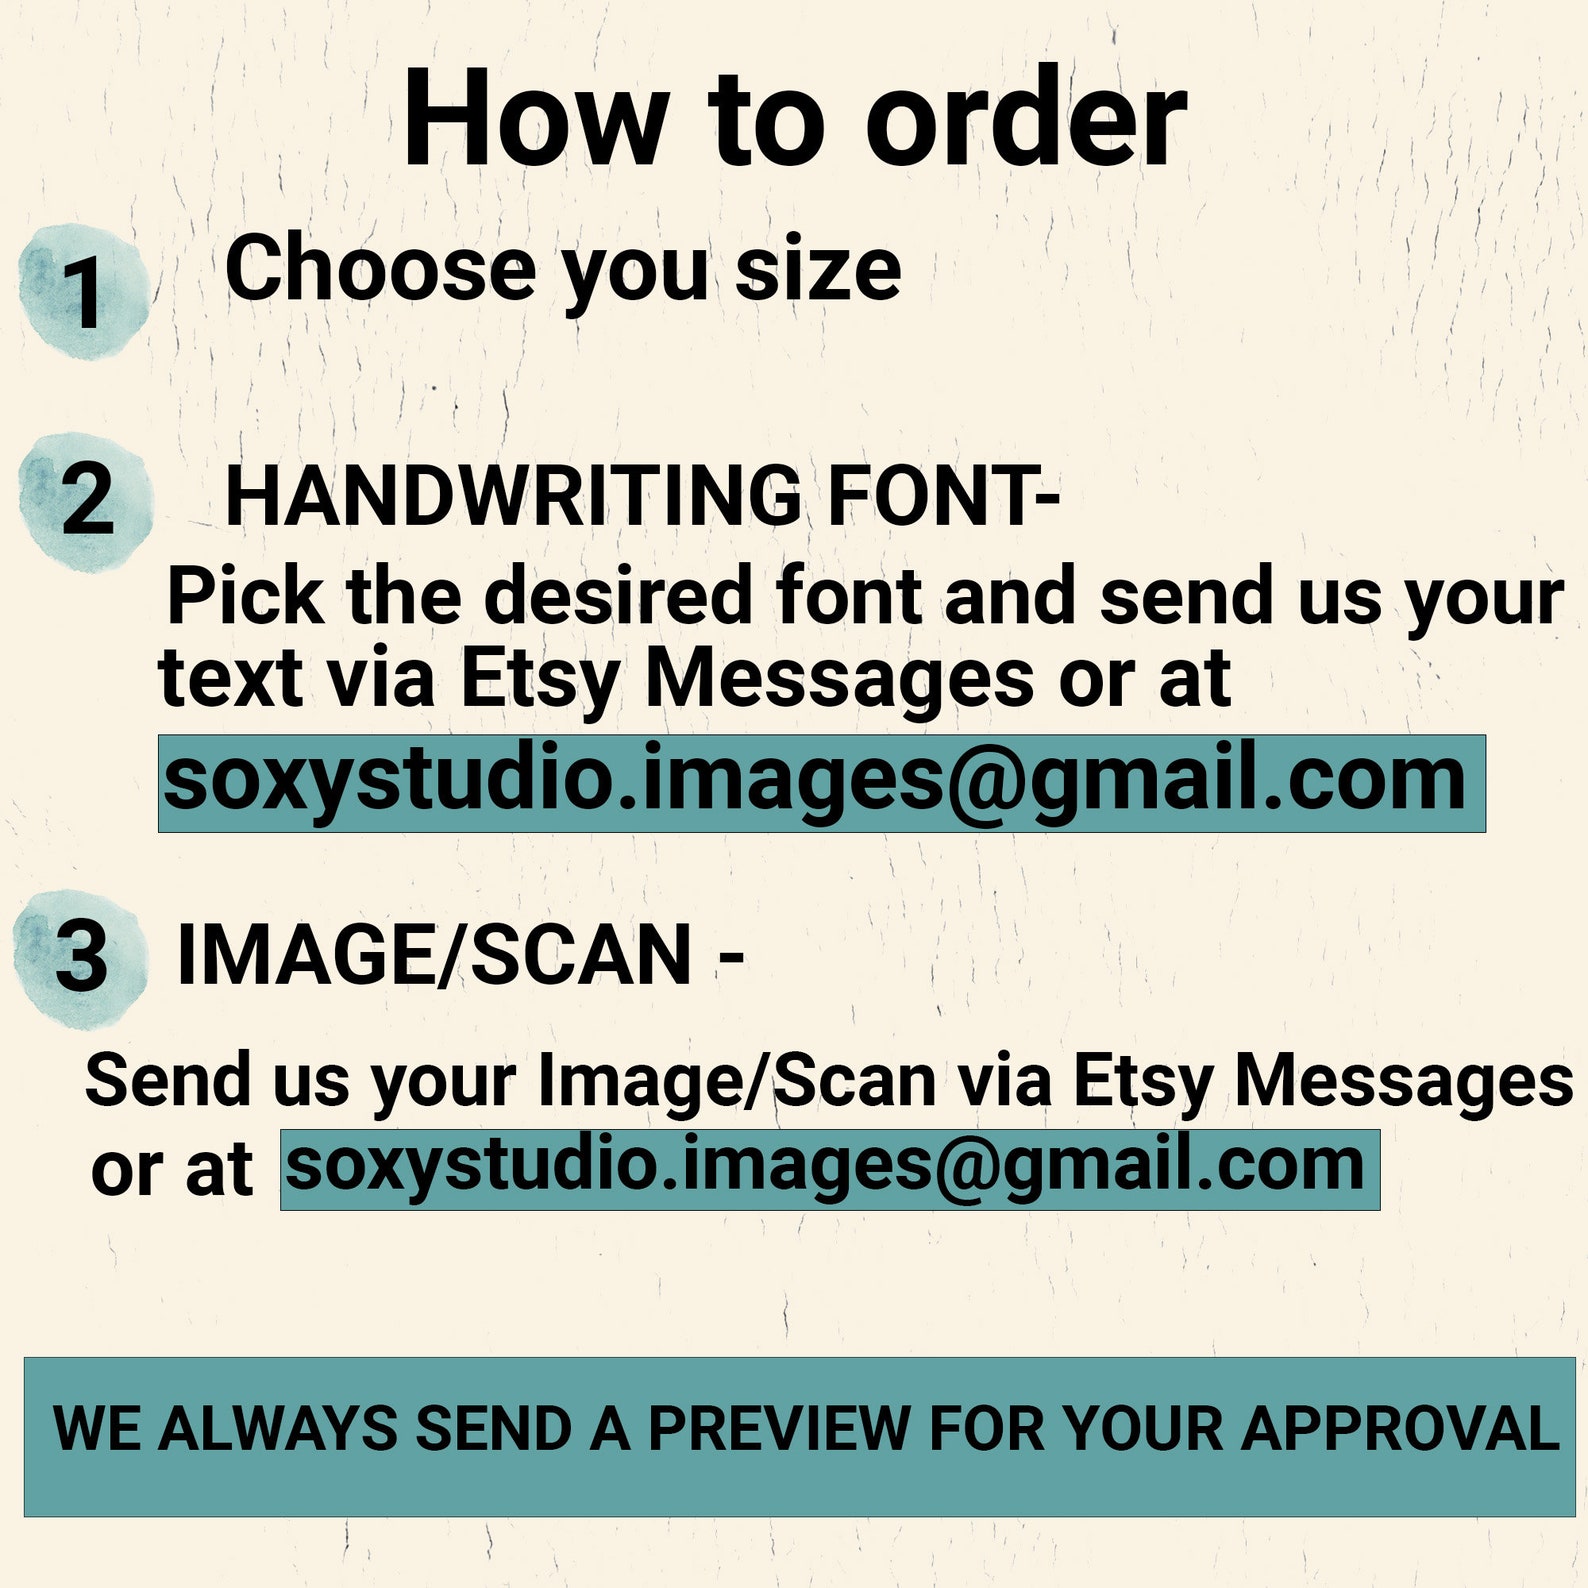 How to order
1 Choose you size
2 HANDWRITING FONT-
Pick the desired font and send us your
text via Etsy Messages or at
soxystudio.images@gmail.com
3 IMAGE/SCAN -
Send us your Image/Scan via Etsy Messages
or at soxystudio.images@gmail.com
WE ALWAYS SEND A PREVIEW FOR YOUR APPROVAL